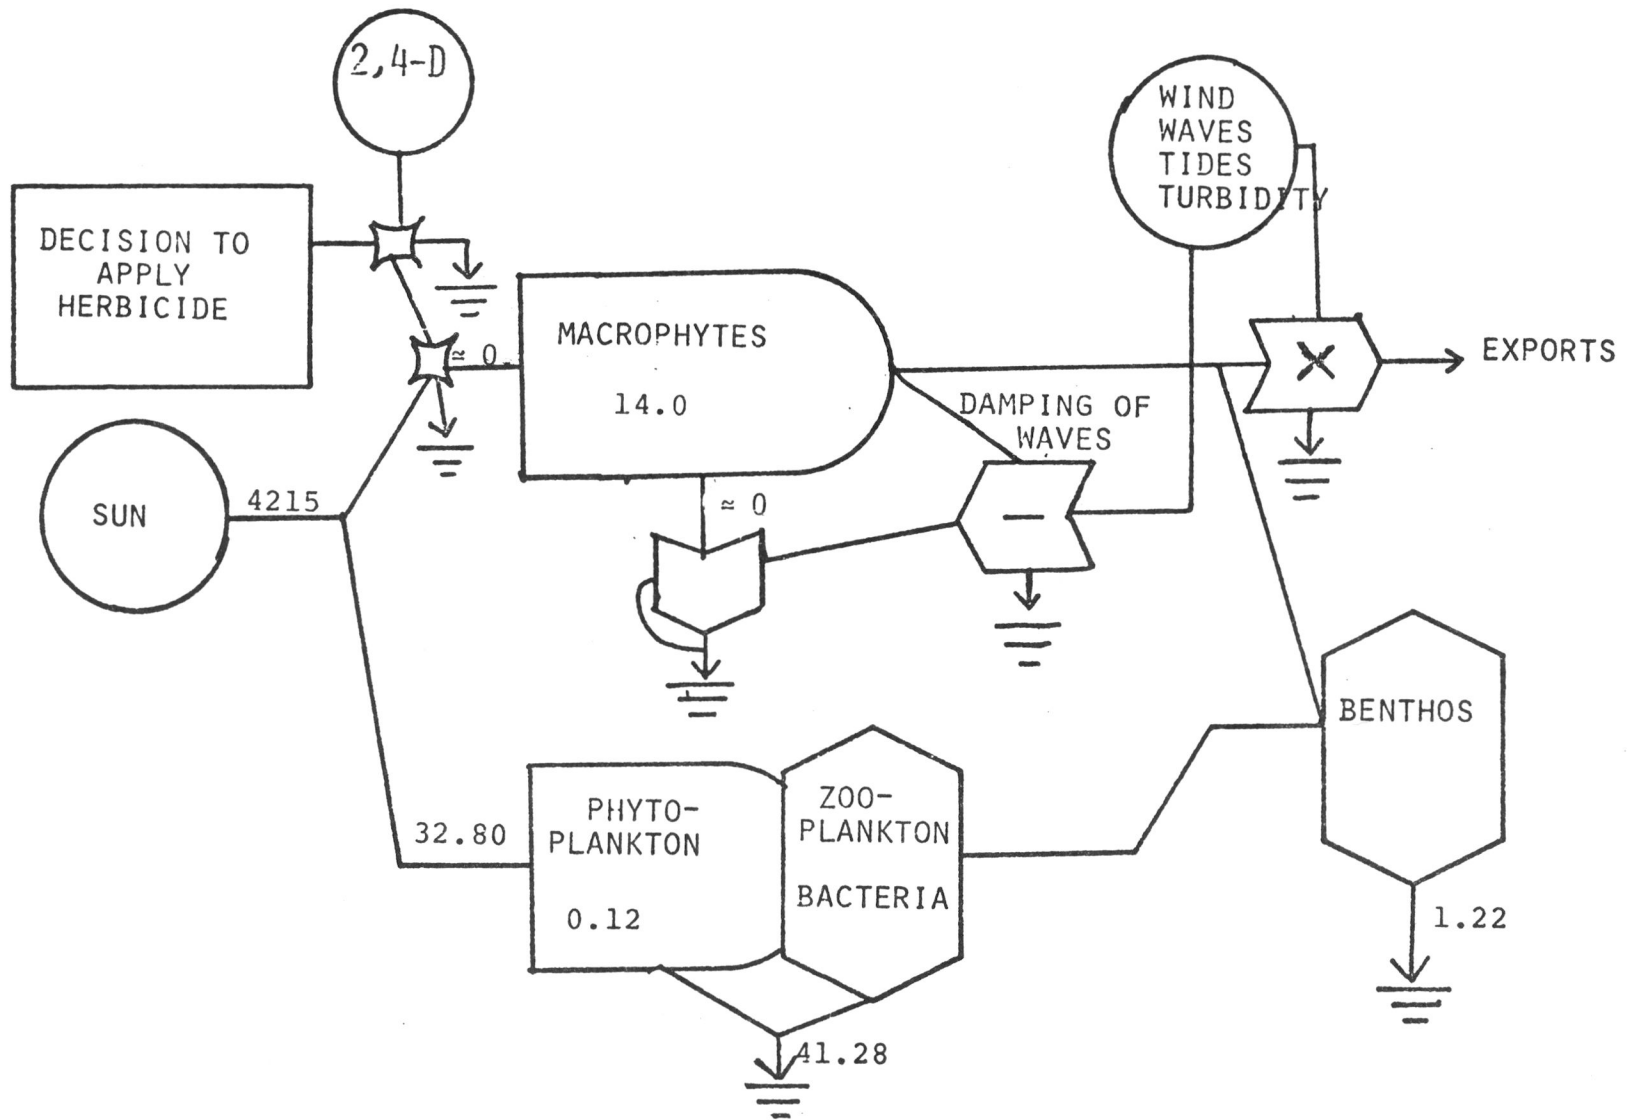 2,4-D
WIND
WAVES
TIDES
TURBIDITY
DECISION TO
APPLY
HERBICIDE
MACROPHYTES
14.0
≃ 0
EXPORTS
DAMPING OF
WAVES
SUN
4215
≃ 0
BENTHOS
PHYTO-
PLANKTON
0.12
ZOO-
PLANKTON
BACTERIA
32.80
1.22
41.28